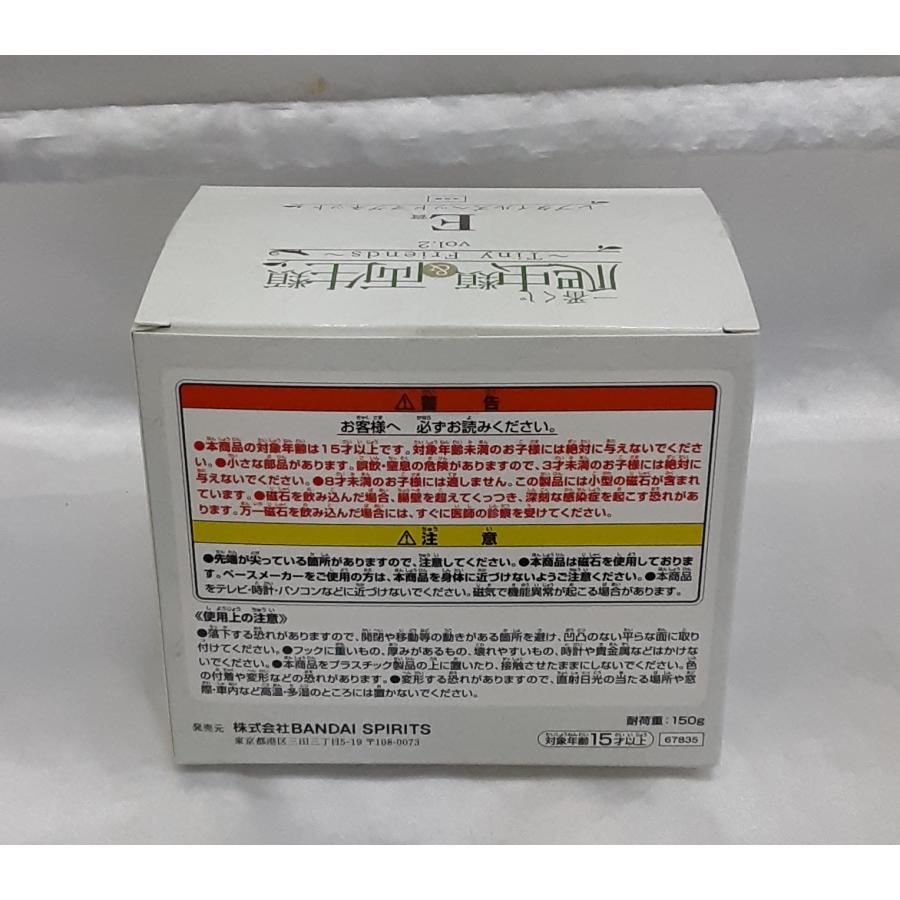 一番くじ
爬虫類&両生類
~Tiny Friends~
vol.2
E賞
レプタイルズヘッドマグネット
⚠警告
お客様へ 必ずお読みください。
●本商品の対象年齢は15才以上です。対象年齢未満のお子様には絶対に与えないでくださ
い。●小さな部品があります。誤飲・窒息の危険がありますので、3才未満のお子様には絶対に
与えないでください。●8才未満のお子様には適しません。この製品には小型の磁石が含まれ
ています。●磁石を飲み込んだ場合、腸壁を超えてくっつき、深刻な感染症を起こす恐れがあ
ります。万一磁石を飲み込んだ場合には、すぐに医師の診察を受けてください。
⚠注意
●先端が尖っている箇所がありますので、注意してください。●本商品は磁石を使用しておりま
す。ペースメーカーをご使用の方は、本商品を身体に近づけないようご注意ください。●本商品
をテレビ・時計・パソコンなどに近づけないでください。磁気で機能異常が起こる場合があります。
《使用上の注意》
●落下する恐れがありますので、開閉や移動等の動きがある箇所を避け、凹凸のない平らな面に取り
付けてください。●フックに重いもの、厚みがあるもの、壊れやすいもの、時計や貴金属などはかけ
ないでください。●本商品をプラスチック製品の上に置いたり、接触させたままにしないでください。色
の付着や変形などの恐れがあります。●変形する恐れがありますので、直射日光の当たる場所や窓
際・車内など高温・多湿のところには置かないでください。
発売元 株式会社BANDAI SPIRITS
東京都港区三田三丁目5-19 〒108-0073
耐荷重:150g
対象年齢15才以上
67835